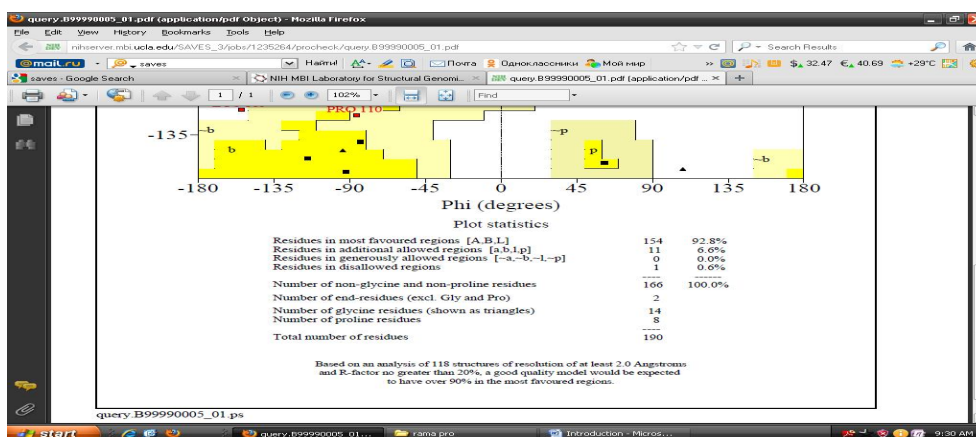 query.B99990005_01.pdf (application/pdf Object) - Mozilla Firefox
File Edit View History Bookmarks Tools Help
nihserver.mbi.ucla.edu/SAVES_3/jobs/1235264/procheck/query.B99990005_01.pdf
Search Results
@mail.ru saves Найти! Почта Одноклассники Мой мир $ 32.47 € 40.69 +29°C
saves - Google Search
NIH MBI Laboratory for Structural Genomi...
query.B99990005_01.pdf (application/pdf ...
1 / 1 102% Find
PRO 110
-135 ~b ~p
b p ~b
-180 -135 -90 -45 0 45 90 135 180
Phi (degrees)
Plot statistics
Residues in most favoured regions [A,B,L] 154 92.8%
Residues in additional allowed regions [a,b,l,p] 11 6.6%
Residues in generously allowed regions [~a,~b,~l,~p] 0 0.0%
Residues in disallowed regions 1 0.6%
---- ------
Number of non-glycine and non-proline residues 166 100.0%
Number of end-residues (excl. Gly and Pro) 2
Number of glycine residues (shown as triangles) 14
Number of proline residues 8
----
Total number of residues 190
Based on an analysis of 118 structures of resolution of at least 2.0 Angstroms
and R-factor no greater than 20%, a good quality model would be expected
to have over 90% in the most favoured regions.
query.B99990005_01.ps
start
query.B99990005_01...
rama pro
Introduction - Micros...
9:30 AM